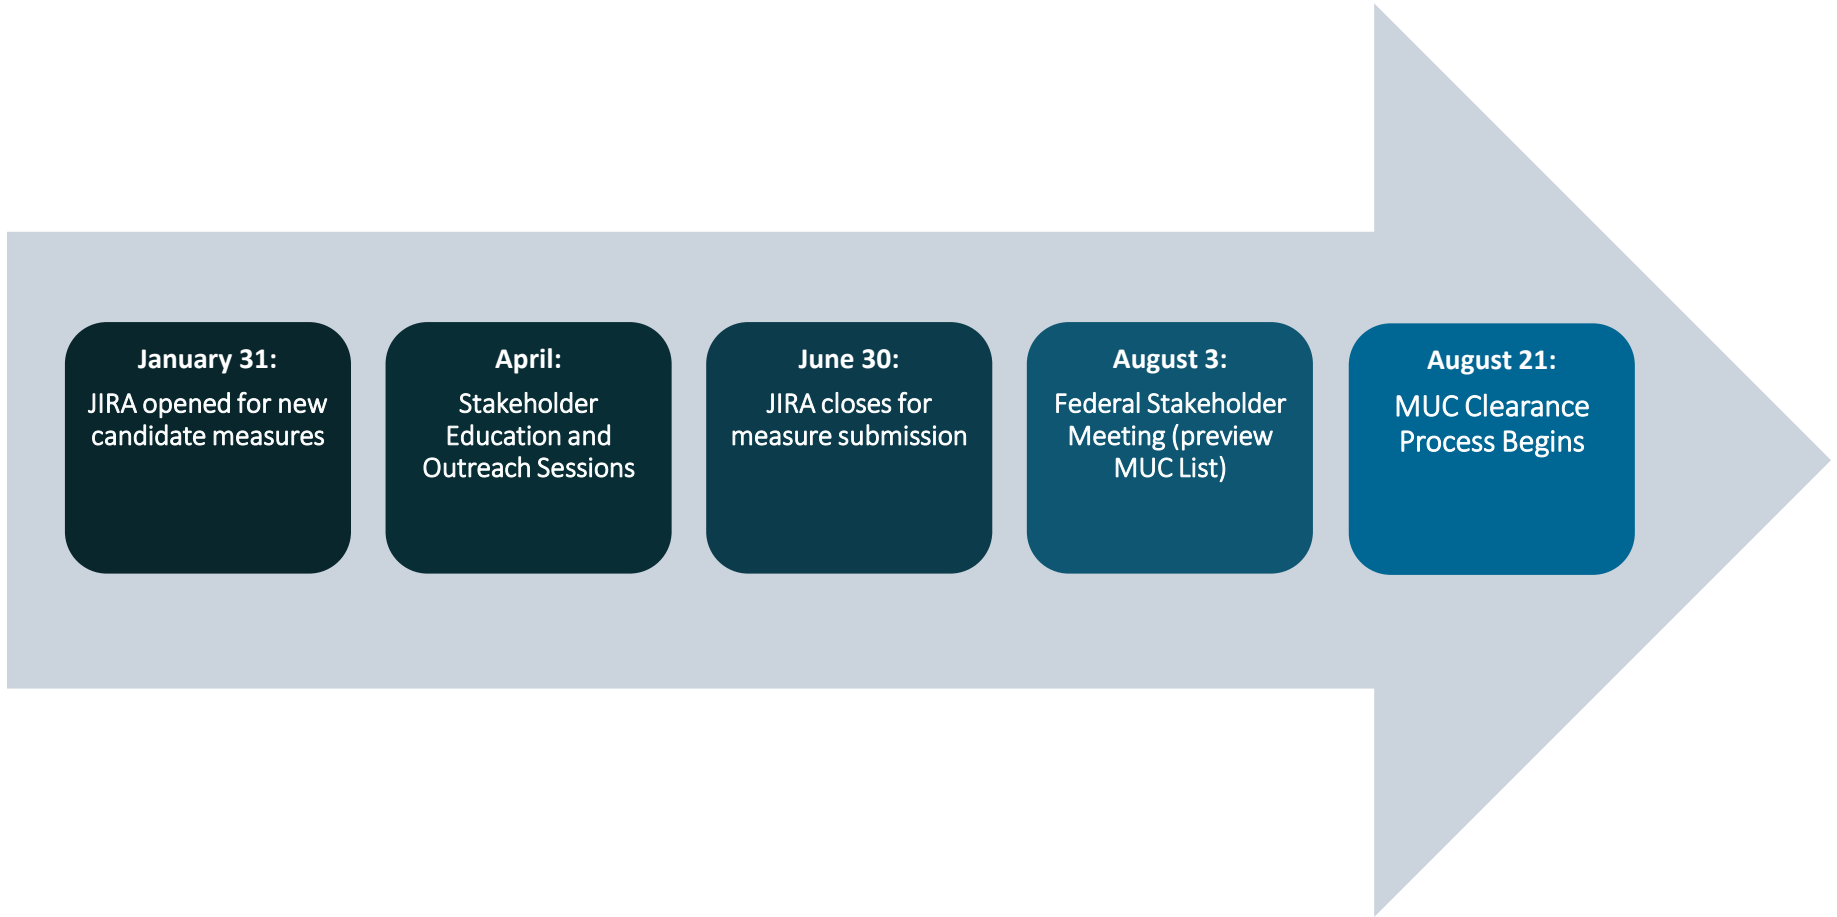 January 31:
JIRA opened for new
candidate measures
April:
Stakeholder
Education and
Outreach Sessions
June 30:
JIRA closes for
measure submission
August 3:
Federal Stakeholder
Meeting (preview
MUC List)
August 21:
MUC Clearance
Process Begins